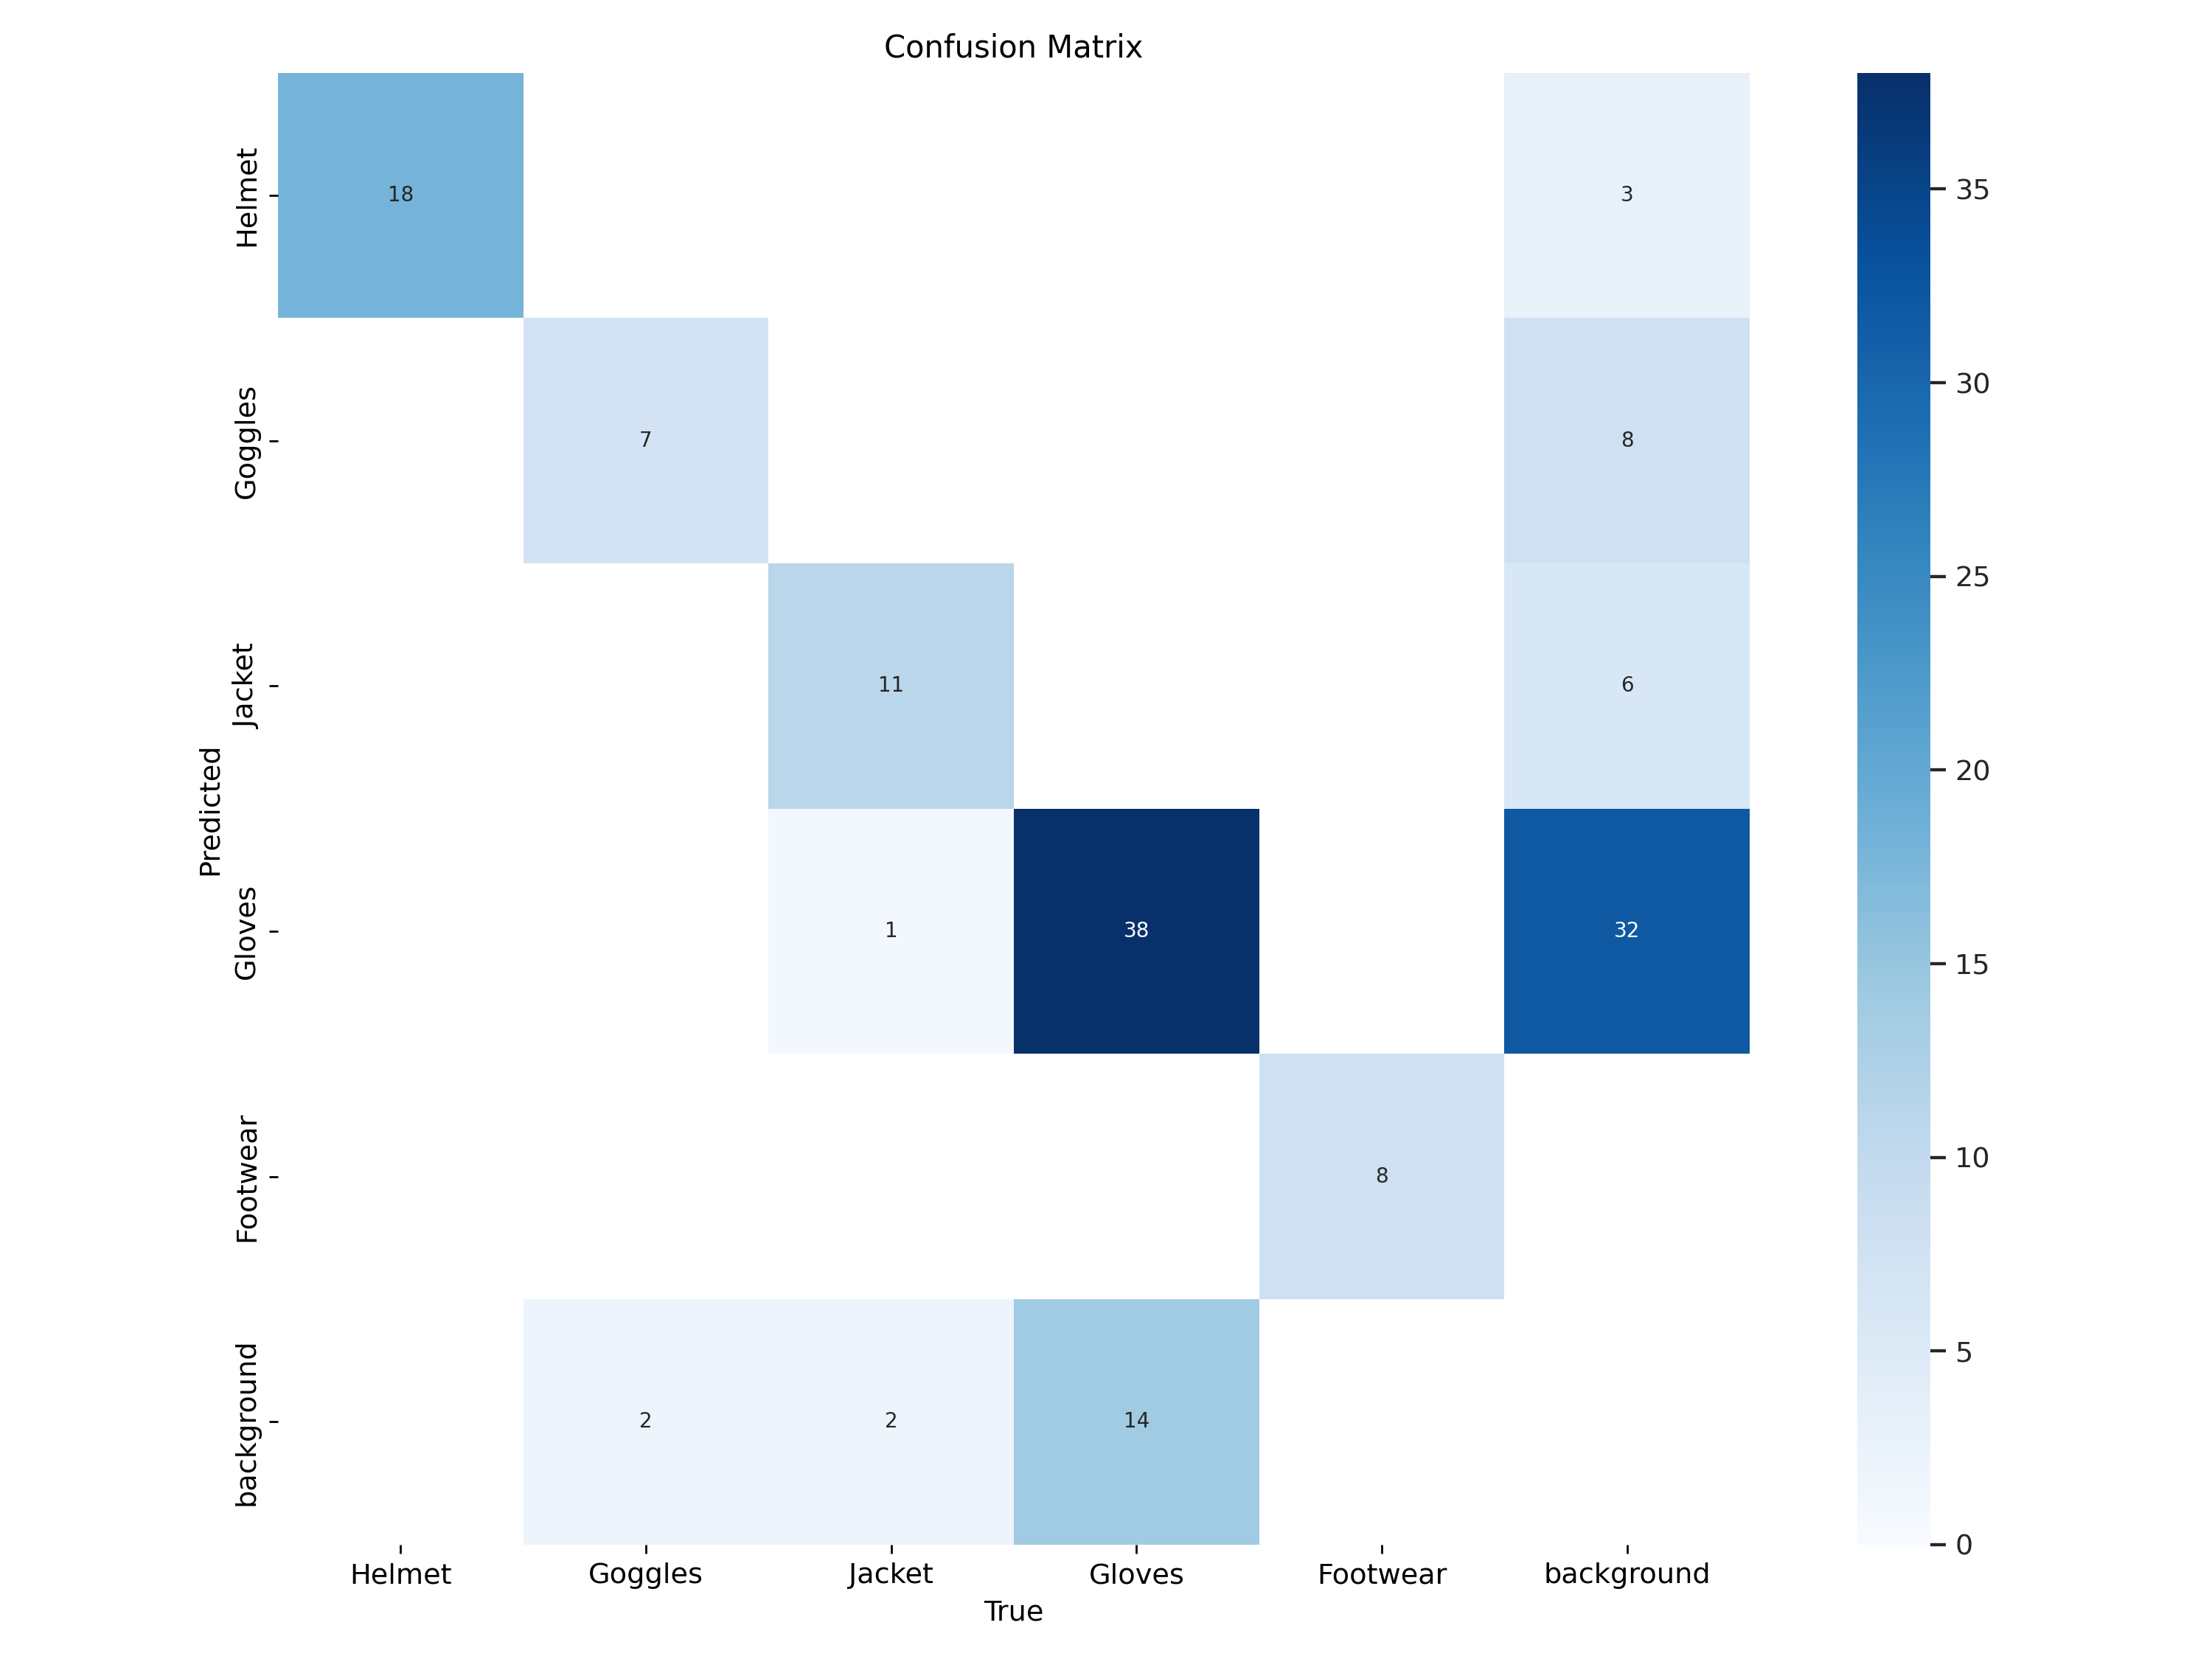 Confusion Matrix
Helmet
18
3
35
Goggles
7
8
30
25
Jacket
11
6
20
Predicted
Gloves
1
38
32
15
10
Footwear
8
5
background
2
2
14
0
Helmet Goggles Jacket Gloves Footwear background
True